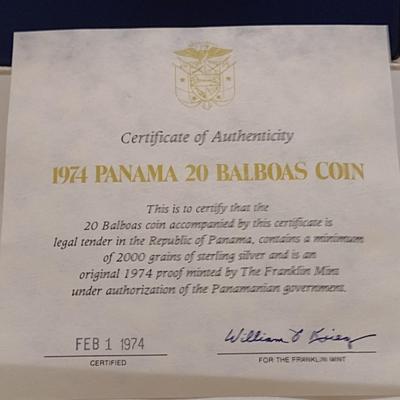 Certificate of Authenticity
1974 PANAMA 20 BALBOAS COIN
This is to certify that the
20 Balboas coin accompanied by this certificate is
legal tender in the Republic of Panama, contains a minimum
of 2000 grains of sterling silver and is an
original 1974 proof minted by The Franklin Mint
under authorization of the Panamanian government.
FEB 1 1974
CERTIFIED
William
FOR THE FRANKLIN MINT